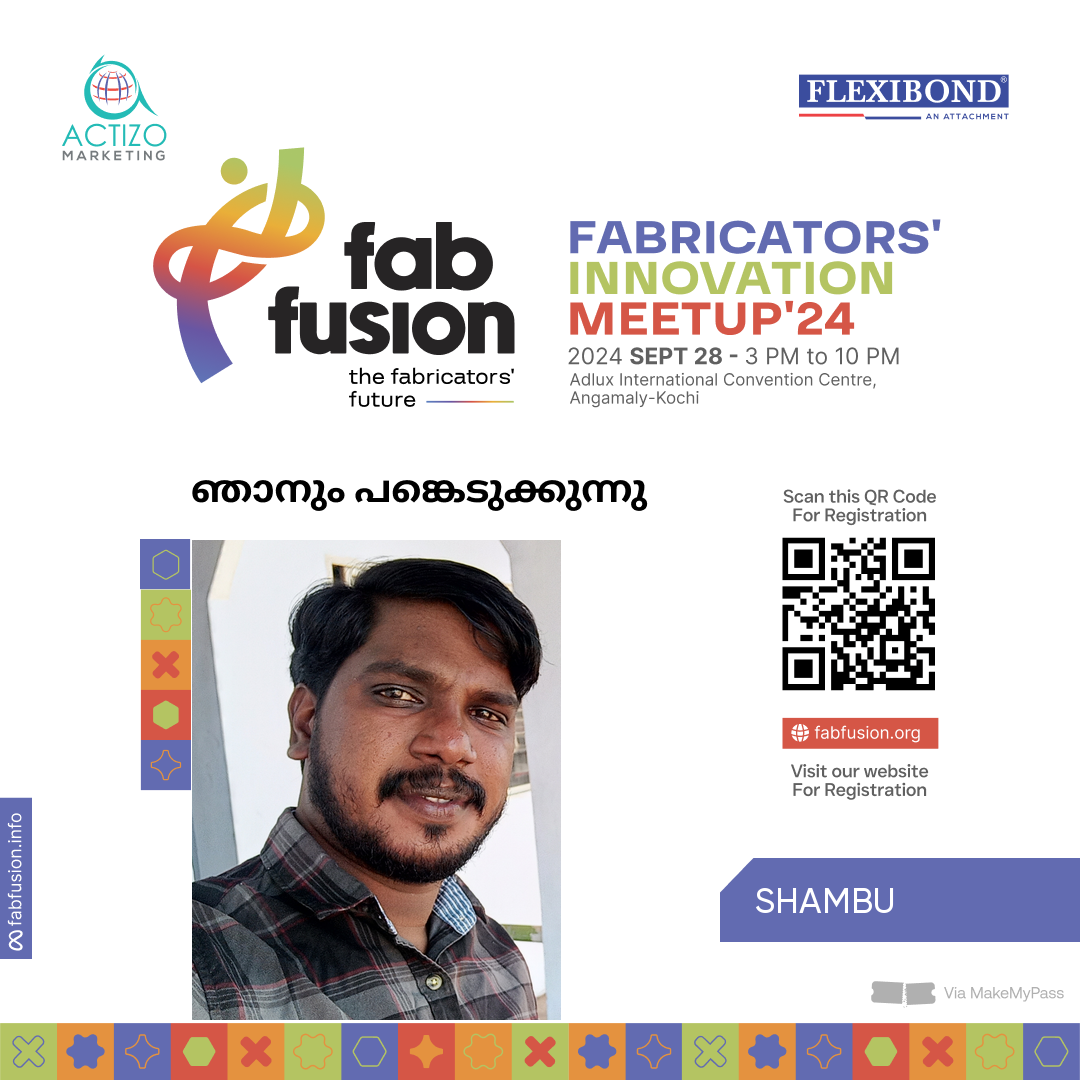 ACTIZO
MARKETING
FLEXIBOND®
AN ATTACHMENT
fab
fusion
the fabricators'
future
FABRICATORS'
INNOVATION
MEETUP'24
2024 SEPT 28 - 3 PM to 10 PM
Adlux International Convention Centre,
Angamaly-Kochi
ഞാനും പങ്കെടുക്കുന്നു
Scan this QR Code
For Registration
fabfusion.org
Visit our website
For Registration
fabfusion.info
SHAMBU
Via MakeMyPass